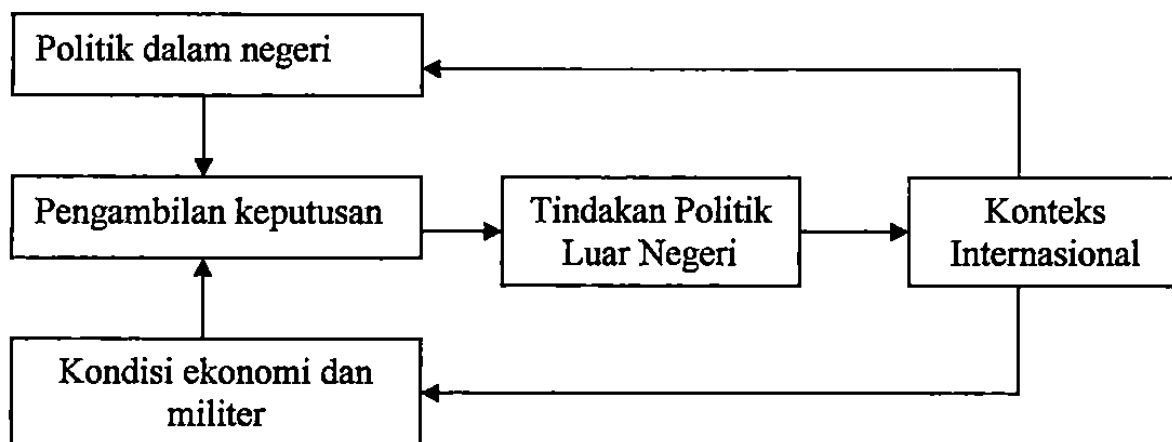 Politik dalam negeri
Pengambilan keputusan
Tindakan Politik
Luar Negeri
Konteks
Internasional
Kondisi ekonomi dan
militer